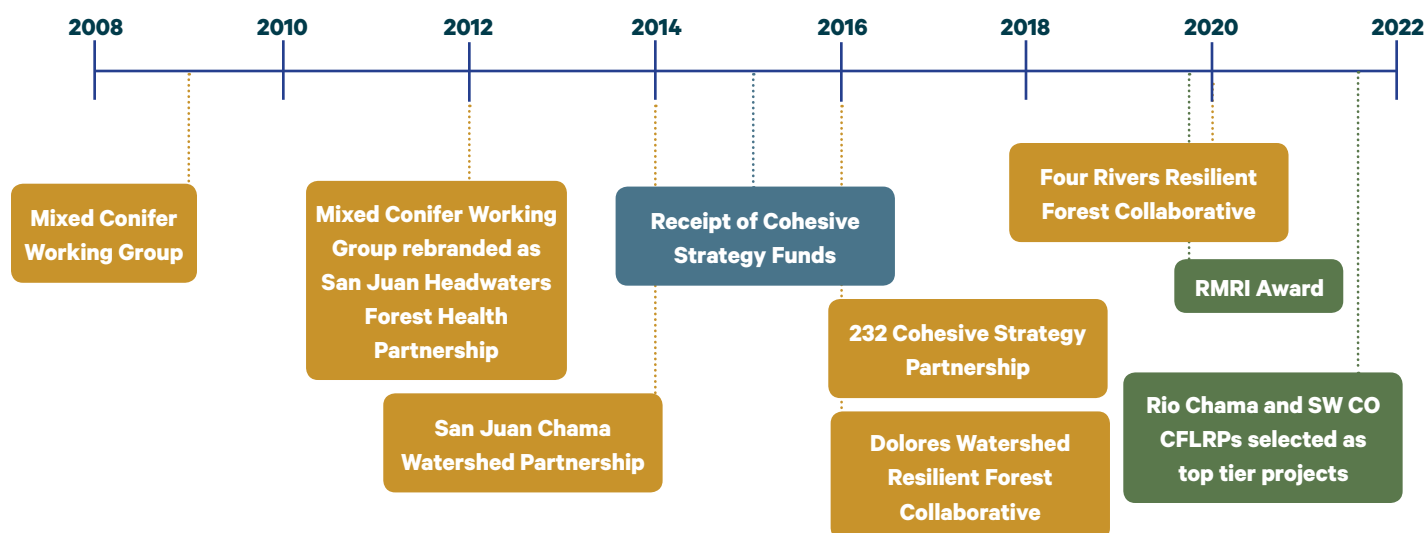 2008 2010 2012 2014 2016 2018 2020 2022
Mixed Conifer
Working Group
Mixed Conifer Working
Group rebranded as
San Juan Headwaters
Forest Health
Partnership
San Juan Chama
Watershed Partnership
Receipt of Cohesive
Strategy Funds
232 Cohesive Strategy
Partnership
Dolores Watershed
Resilient Forest
Collaborative
Four Rivers Resilient
Forest Collaborative
RMRI Award
Rio Chama and SW CO
CFLRPs selected as
top tier projects